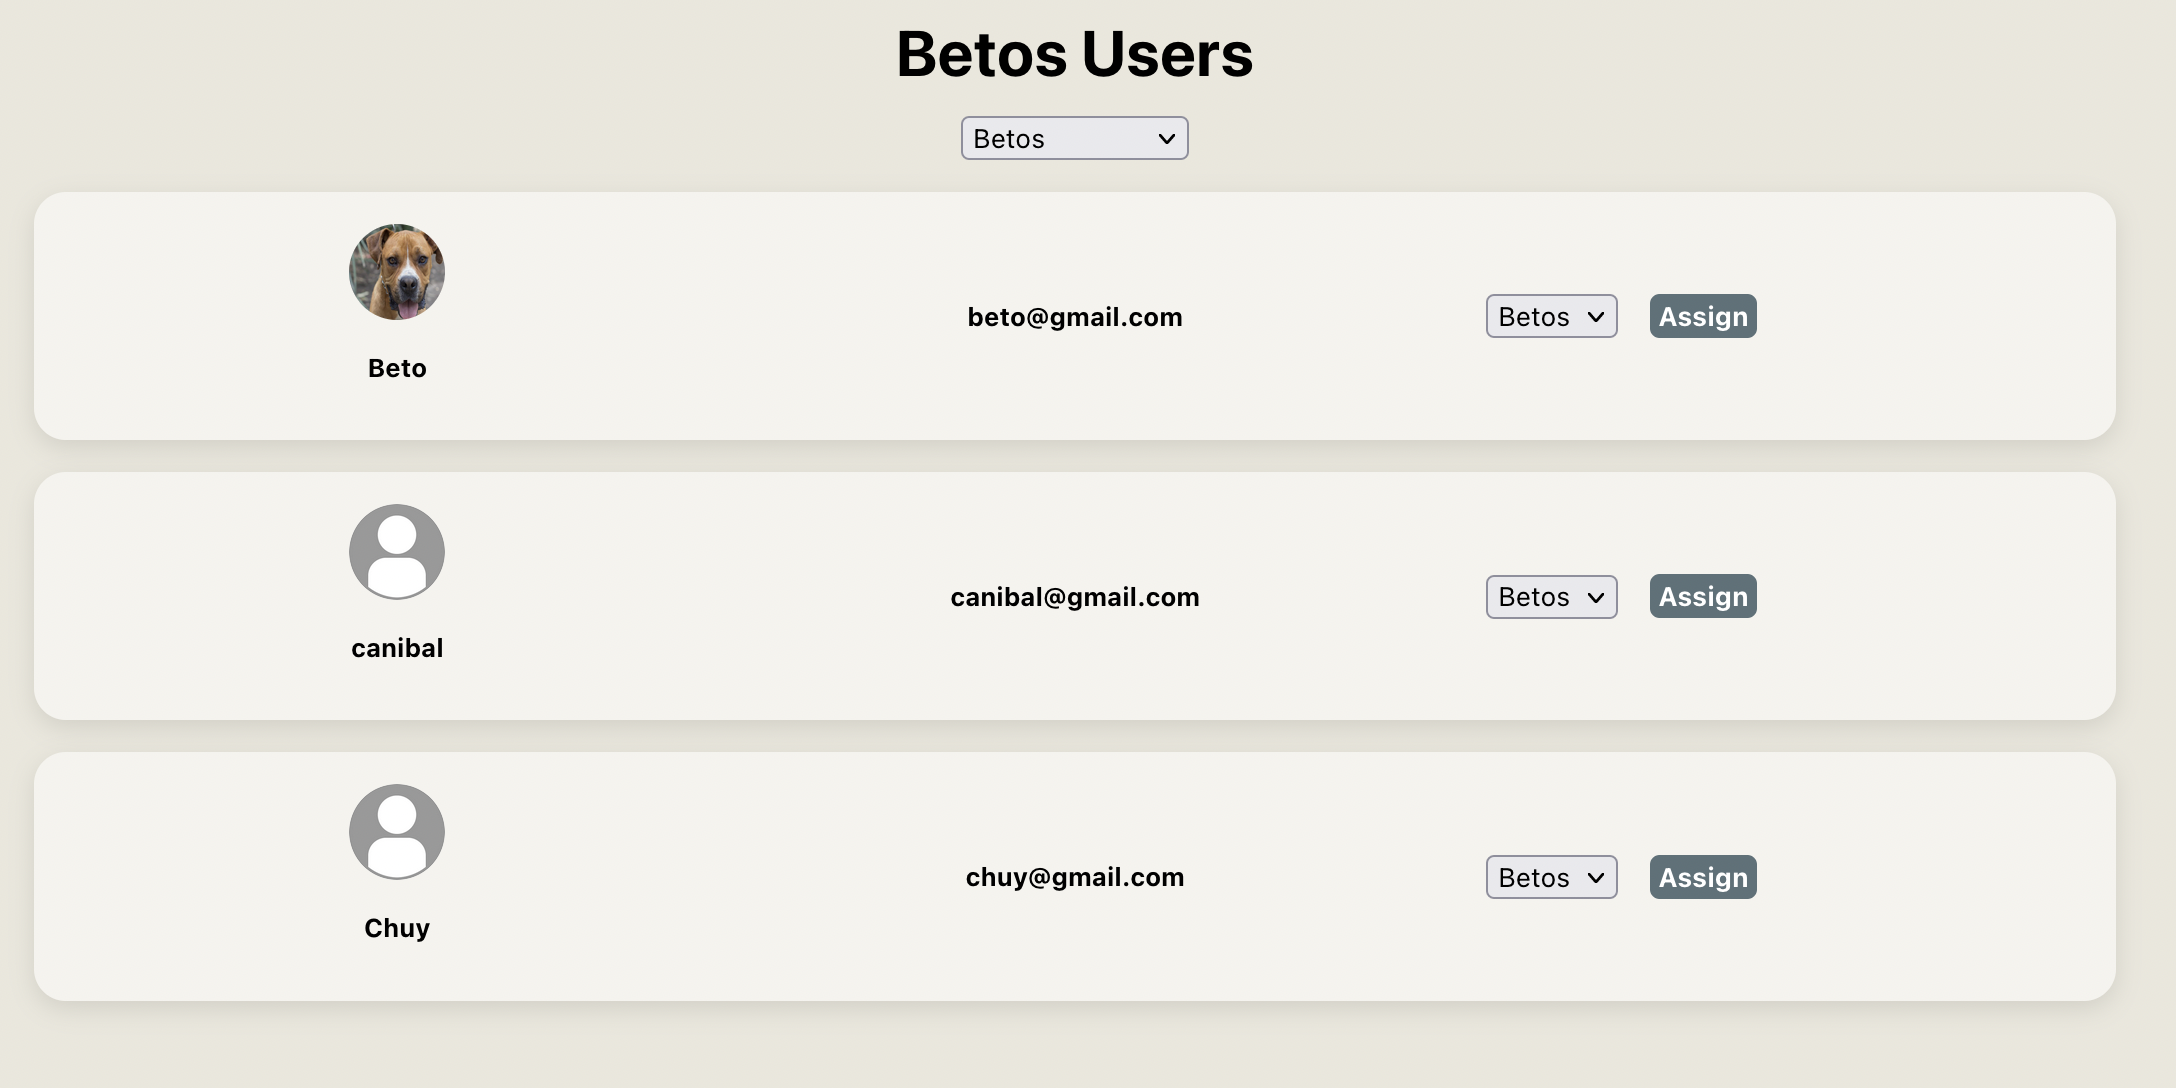 Betos Users
Betos
beto@gmail.com Betos Assign
Beto
canibal@gmail.com Betos Assign
canibal
chuy@gmail.com Betos Assign
Chuy